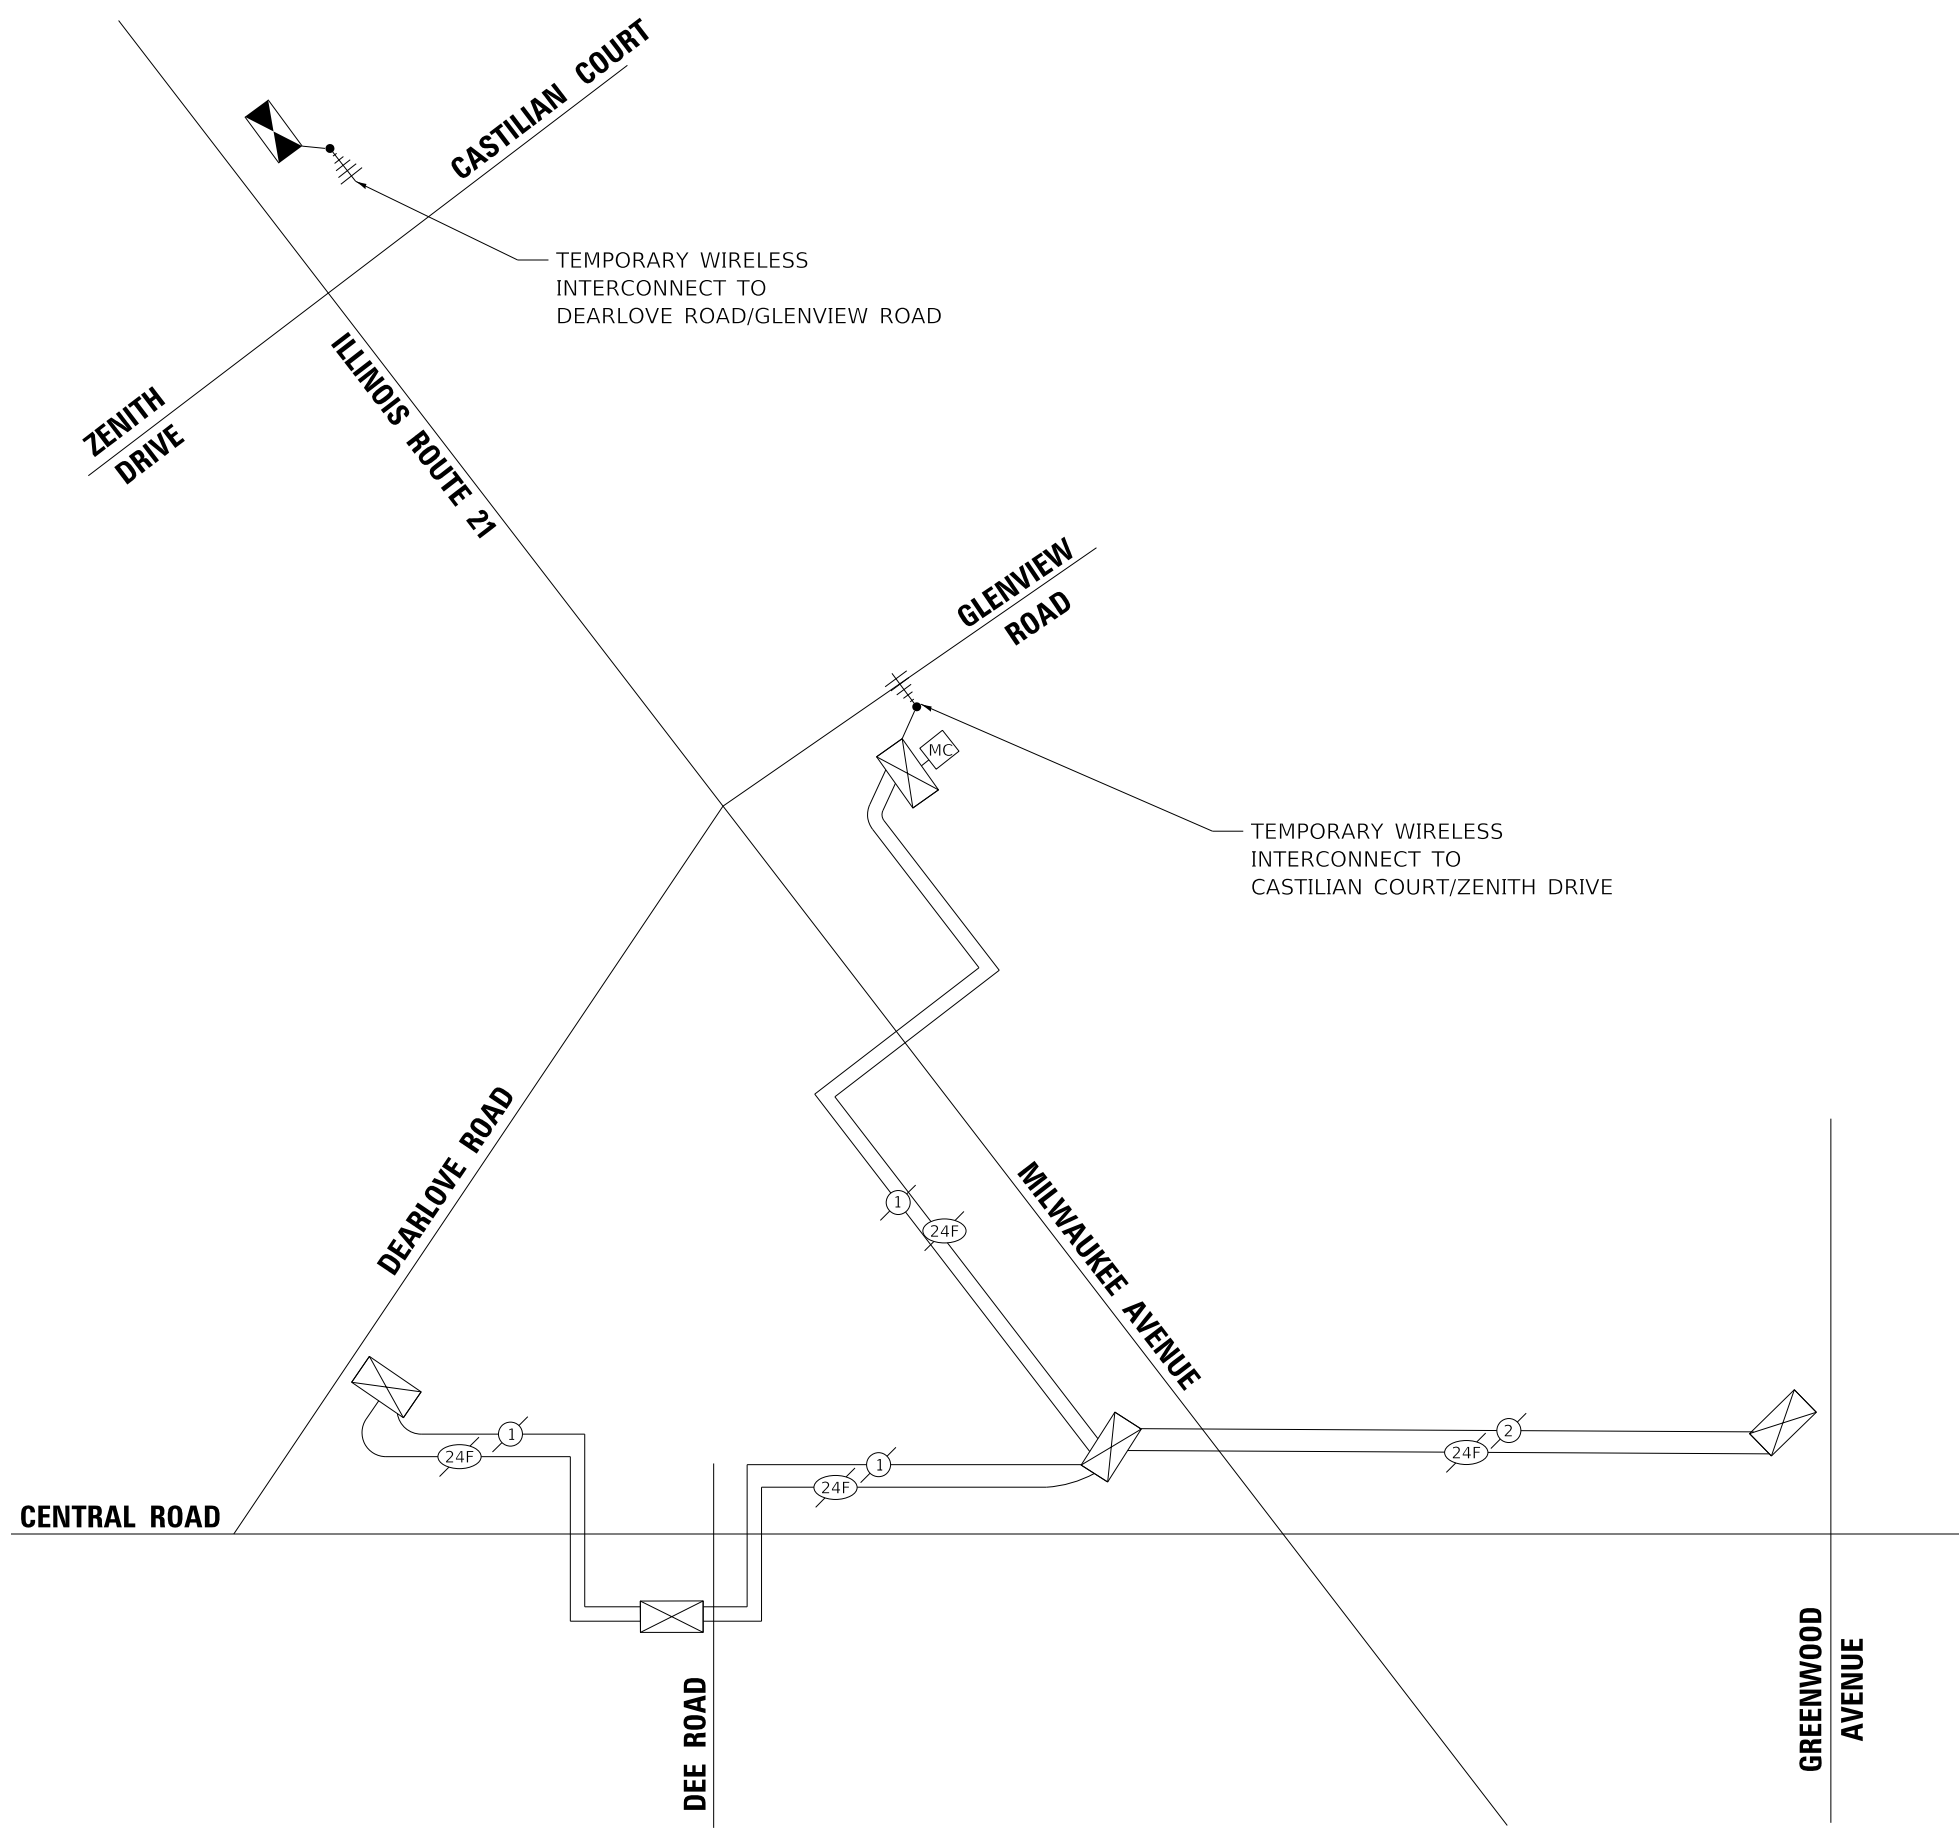 CASTILIAN COURT
TEMPORARY WIRELESS
INTERCONNECT TO
DEARLOVE ROAD/GLENVIEW ROAD
ZENITH
DRIVE
ILLINOIS ROUTE 21
GLENVIEW
ROAD
MC
TEMPORARY WIRELESS
INTERCONNECT TO
CASTILIAN COURT/ZENITH DRIVE
DEARLOVE ROAD
MILWAUKEE AVENUE
1
24F
1
24F
1
24F
2
24F
CENTRAL ROAD
DEE ROAD
GREENWOOD
AVENUE